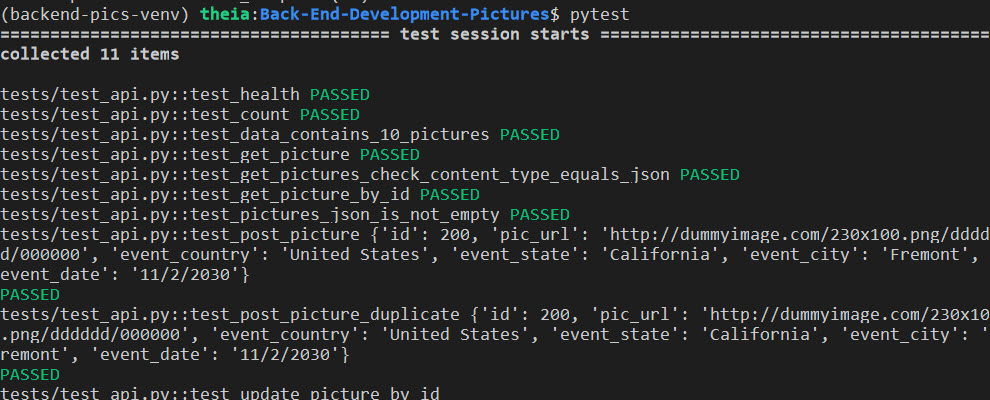 (backend-pics-venv) theia:Back-End-Development-Pictures$ pytest
======================================= test session starts =======================================
collected 11 items
tests/test_api.py::test_health PASSED
tests/test_api.py::test_count PASSED
tests/test_api.py::test_data_contains_10_pictures PASSED
tests/test_api.py::test_get_picture PASSED
tests/test_api.py::test_get_pictures_check_content_type_equals_json PASSED
tests/test_api.py::test_get_picture_by_id PASSED
tests/test_api.py::test_pictures_json_is_not_empty PASSED
tests/test_api.py::test_post_picture {'id': 200, 'pic_url': 'http://dummyimage.com/230x100.png/dddd
d/000000', 'event_country': 'United States', 'event_state': 'California', 'event_city': 'Fremont',
event_date': '11/2/2030'}
PASSED
tests/test_api.py::test_post_picture_duplicate {'id': 200, 'pic_url': 'http://dummyimage.com/230x10
.png/dddddd/000000', 'event_country': 'United States', 'event_state': 'California', 'event_city': '
remont', 'event_date': '11/2/2030'}
PASSED
tests/test_api.py::test_update_picture_by_id